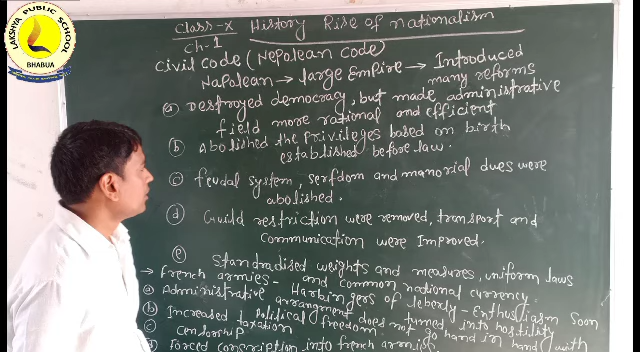 LAKSHYA PUBLIC SCHOOL
BHABUA
Class-X History Rise of nationalism
Ch-1
Civil code (Nepolean code)
Napolean → large Empire → Introduced
many reforms
(a) Destroyed democracy, but made administrative
field more rational and efficient
(b) Abolished the privileges based on birth
established before law.
(c) feudal system, serfdom and manorial dues were
abolished.
(d) Guild restriction were removed, transport and
communication were Improved.
(e) Standradised weights and measures, uniform laws
and common national currency.
→ French armies - Harbingers of leberty - Enthusiasm soon
turned into hostility
(a) Administrative arrangment does not go hand in hand with
political freedom.
(b) Increased taxation
(c) Censorship
Forced conscription into french armies.